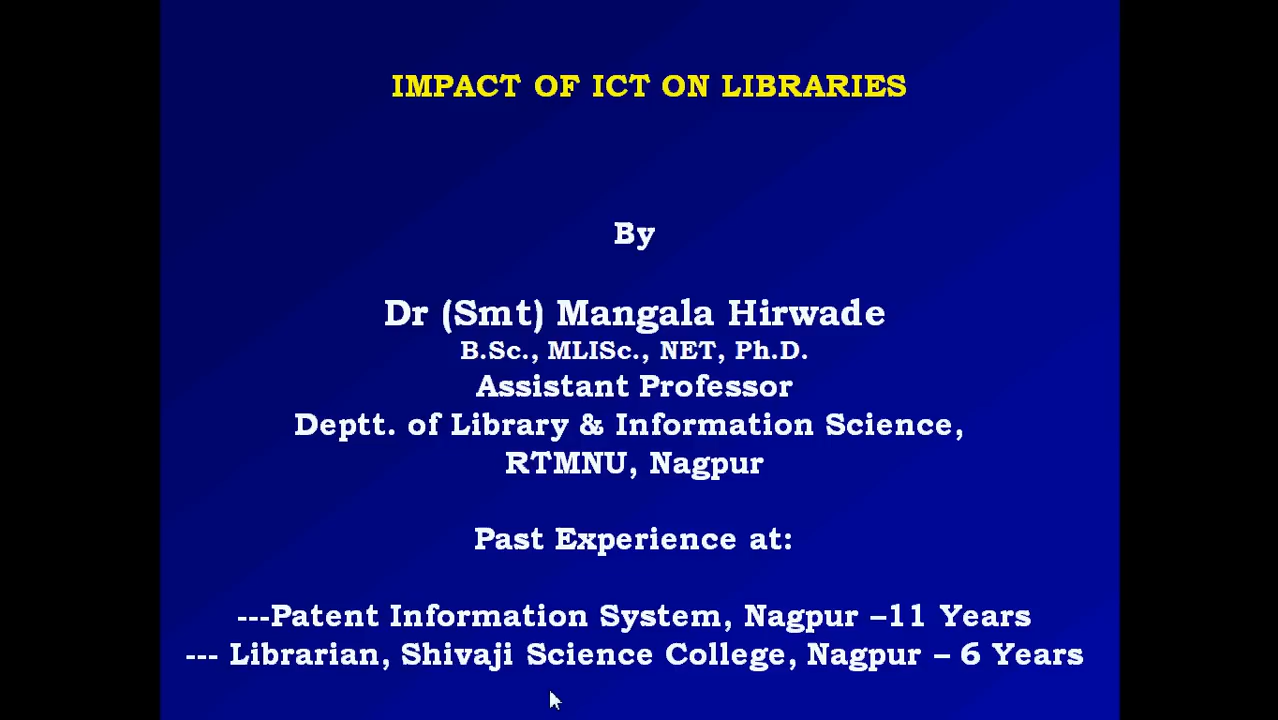 IMPACT OF ICT ON LIBRARIES
By
Dr (Smt) Mangala Hirwade
B.Sc., MLISc., NET, Ph.D.
Assistant Professor
Deptt. of Library & Information Science,
RTMNU, Nagpur
Past Experience at:
---Patent Information System, Nagpur –11 Years
--- Librarian, Shivaji Science College, Nagpur – 6 Years